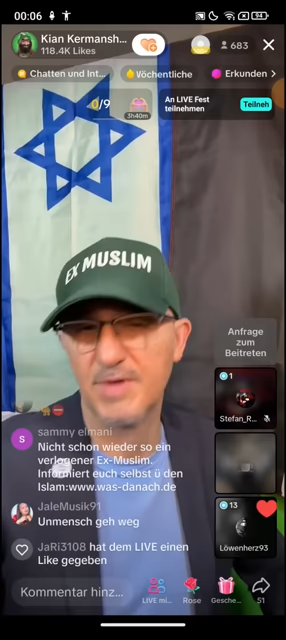 00:06
94
Kian Kermansh...
118.4K Likes
683
Chatten und Int...
Wöchentliche
Erkunden
0/9
3h40m
An LIVE Fest
teilnehmen
Teilneh
EX MUSLIM
Anfrage
zum
Beitreten
1
Stefan_R...
S
sammy elmani
Nicht schon wieder so ein
verlogener Ex-Muslim.
Informiert euch selbst ü den
Islam:www.was-danach.de
JaleMusik91
Unmensch geh weg
13
Löwenherz93
JaRi3108 hat dem LIVE einen
Like gegeben
Kommentar hinz...
LIVE mi...
Rose
Gesche...
51